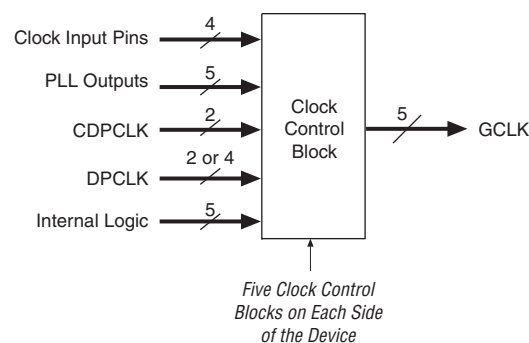 Clock Input Pins
4
PLL Outputs
5
CDPCLK
2
DPCLK
2 or 4
Internal Logic
5
Clock
Control
Block
5
GCLK
Five Clock Control
Blocks on Each Side
of the Device